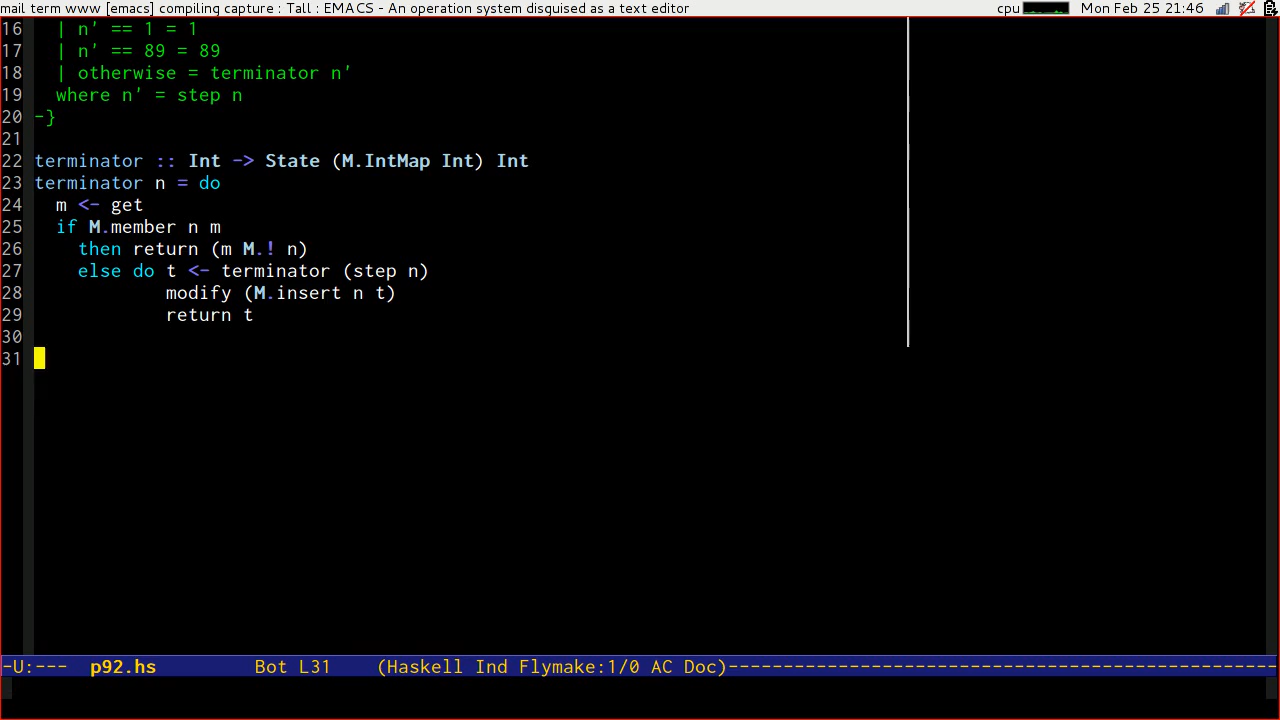 mail term www [emacs] compiling capture : Tall : EMACS - An operation system disguised as a text editor cpu Mon Feb 25 21:46
16   | n' == 1 = 1
17   | n' == 89 = 89
18   | otherwise = terminator n'
19   where n' = step n
20 -}
21
22 terminator :: Int -> State (M.IntMap Int) Int
23 terminator n = do
24   m <- get
25   if M.member n m
26     then return (m M.! n)
27     else do t <- terminator (step n)
28             modify (M.insert n t)
29             return t
30
31
-U:---  p92.hs         Bot L31    (Haskell Ind Flymake:1/0 AC Doc)--------------------------------------------------